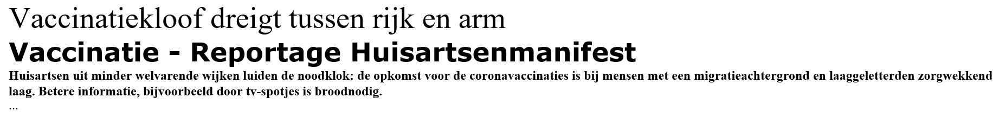 Vaccinatiekloof dreigt tussen rijk en arm
Vaccinatie - Reportage Huisartsenmanifest
Huisartsen uit minder welvarende wijken luiden de noodklok: de opkomst voor de coronavaccinaties is bij mensen met een migratieachtergrond en laaggeletterden zorgwekkend
laag. Betere informatie, bijvoorbeeld door tv-spotjes is broodnodig.
...